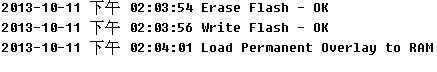 2013-10-11 下午 02:03:54 Erase Flash - OK
2013-10-11 下午 02:03:56 Write Flash - OK
2013-10-11 下午 02:04:01 Load Permanent Overlay to RAM